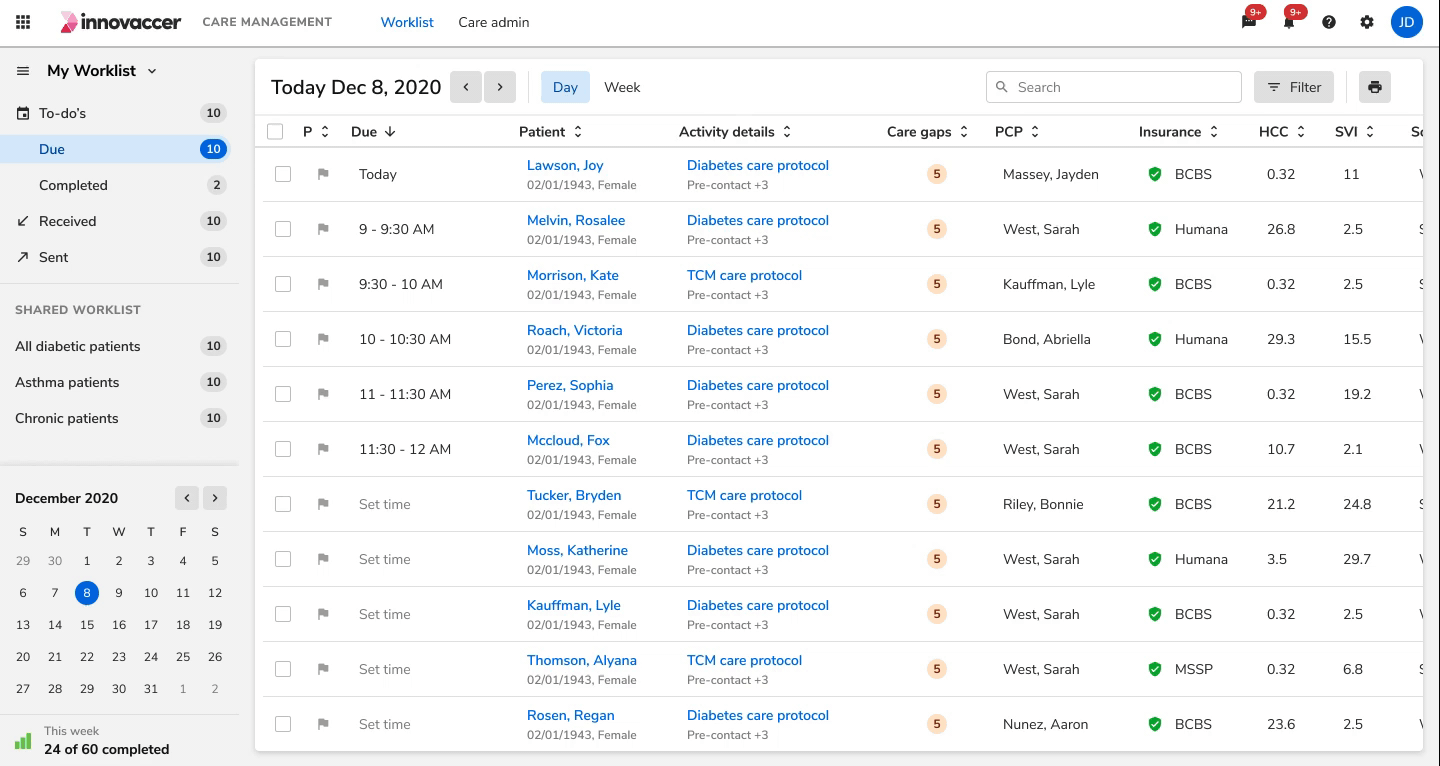 innovaccer CARE MANAGEMENT Worklist Care admin 9+ 9+ JD
My Worklist
To-do's 10
Due 10
Completed 2
Received 10
Sent 10
SHARED WORKLIST
All diabetic patients 10
Asthma patients 10
Chronic patients 10
December 2020
S M T W T F S
29 30 1 2 3 4 5
6 7 8 9 10 11 12
13 14 15 16 17 18 19
20 21 22 23 24 25 26
27 28 29 30 31 1 2
This week
24 of 60 completed
Today Dec 8, 2020 Day Week Search Filter
P Due Patient Activity details Care gaps PCP Insurance HCC SVI
Today Lawson, Joy Diabetes care protocol 5 Massey, Jayden BCBS 0.32 11
02/01/1943, Female Pre-contact +3
9 - 9:30 AM Melvin, Rosalee Diabetes care protocol 5 West, Sarah Humana 26.8 2.5
02/01/1943, Female Pre-contact +3
9:30 - 10 AM Morrison, Kate TCM care protocol 5 Kauffman, Lyle BCBS 0.32 2.5
02/01/1943, Female Pre-contact +3
10 - 10:30 AM Roach, Victoria Diabetes care protocol 5 Bond, Abriella Humana 29.3 15.5
02/01/1943, Female Pre-contact +3
11 - 11:30 AM Perez, Sophia Diabetes care protocol 5 West, Sarah BCBS 0.32 19.2
02/01/1943, Female Pre-contact +3
11:30 - 12 AM Mccloud, Fox Diabetes care protocol 5 West, Sarah BCBS 10.7 2.1
02/01/1943, Female Pre-contact +3
Set time Tucker, Bryden TCM care protocol 5 Riley, Bonnie BCBS 21.2 24.8
02/01/1943, Female Pre-contact +3
Set time Moss, Katherine Diabetes care protocol 5 West, Sarah Humana 3.5 29.7
02/01/1943, Female Pre-contact +3
Set time Kauffman, Lyle Diabetes care protocol 5 West, Sarah BCBS 0.32 2.5
02/01/1943, Female Pre-contact +3
Set time Thomson, Alyana TCM care protocol 5 West, Sarah MSSP 0.32 6.8
02/01/1943, Female Pre-contact +3
Set time Rosen, Regan Diabetes care protocol 5 Nunez, Aaron BCBS 23.6 2.5
02/01/1943, Female Pre-contact +3